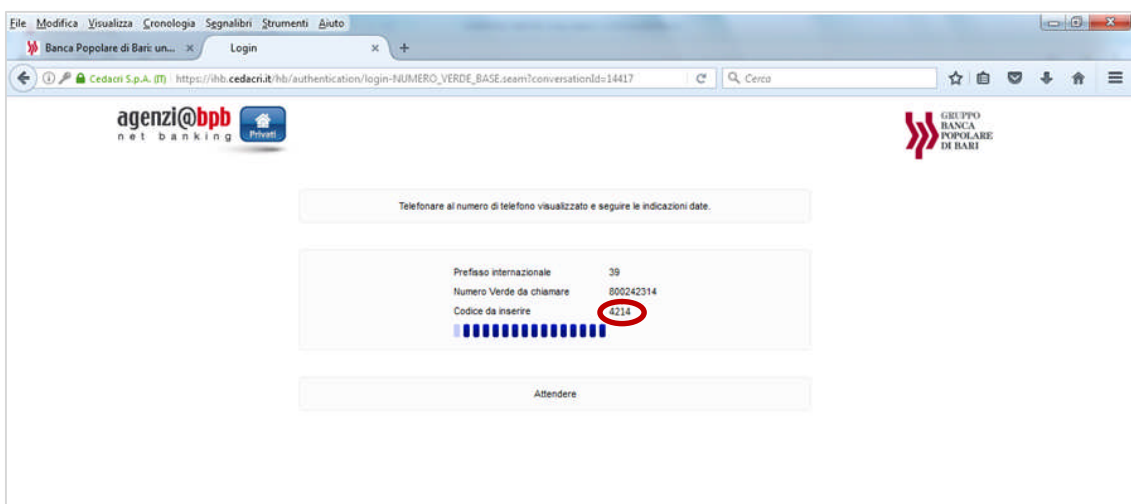 File Modifica Visualizza Cronologia Segnalibri Strumenti Aiuto
Banca Popolare di Bari: un... × Login × +
Cedacri S.p.A. (IT) https://ihb.cedacri.it/hb/authentication/login-NUMERO_VERDE_BASE.seam?conversationId=14417 Cerca
agenzi@bpb
net banking
Privati
GRUPPO
BANCA
POPOLARE
DI BARI
Telefonare al numero di telefono visualizzato e seguire le indicazioni date.
Prefisso internazionale 39
Numero Verde da chiamare 800242314
Codice da inserire 4214
Attendere